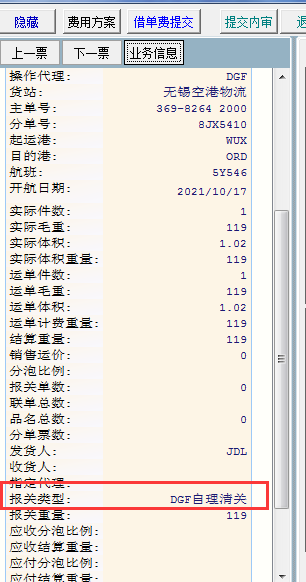 隐藏 费用方案 借单费提交 提交内审
上一票 下一票 业务信息
操作代理: DGF
货站: 无锡空港物流
主单号: 369-8264 2000
分单号: 8JX5410
起运港: WUX
目的港: ORD
航班: 5Y546
开航日期: 2021/10/17
实际件数: 1
实际毛重: 119
实际体积: 1.02
实际体积重量: 119
运单件数: 1
运单毛重: 119
运单体积: 1.02
运单计费重量: 119
结算重量: 119
销售运价: 0
分泡比例:
报关单数: 0
联单总数:
品名总数: 0
分单票数:
发货人: JDL
收货人:
指定代理:
报关类型: DGF自理清关
报关重量: 119
应收分泡比例:
应收结算重量:
应付分泡比例:
应付结算重量: